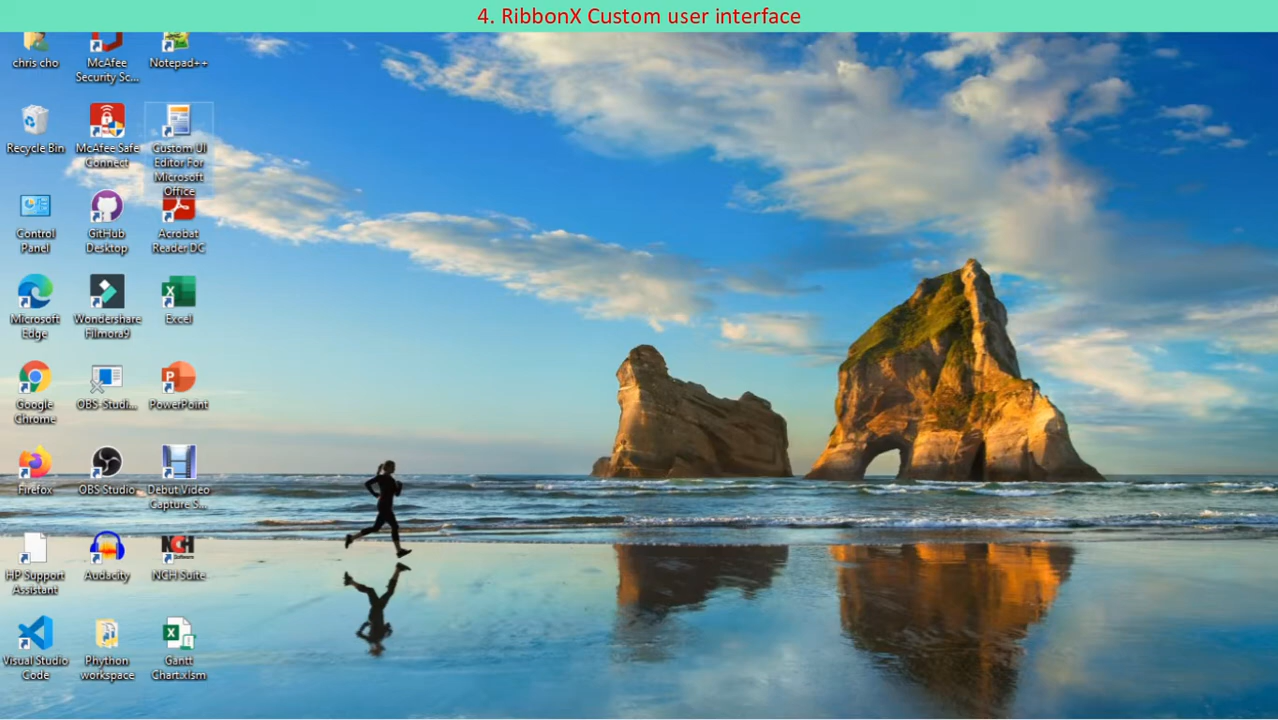 4. RibbonX Custom user interface
chris cho
McAfee
Security Sc...
Notepad++
Recycle Bin
McAfee Safe
Connect
Custom UI
Editor For
Microsoft
Office
Control
Panel
GitHub
Desktop
Acrobat
Reader DC
Microsoft
Edge
Wondershare
Filmora9
Excel
Google
Chrome
OBS-Studi...
PowerPoint
Firefox
OBS Studio
Debut Video
Capture S...
HP Support
Assistant
Audacity
NCH
Software
NCH Suite
Visual Studio
Code
Phython
workspace
Gantt
Chart.xlsm